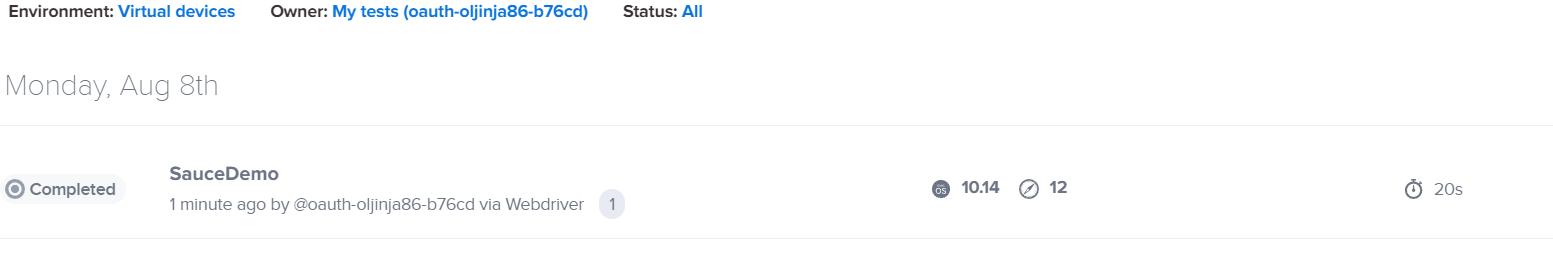 Environment: Virtual devices Owner: My tests (oauth-oljinja86-b76cd) Status: All
Monday, Aug 8th
Completed SauceDemo 10.14 12 20s
1 minute ago by @oauth-oljinja86-b76cd via Webdriver 1